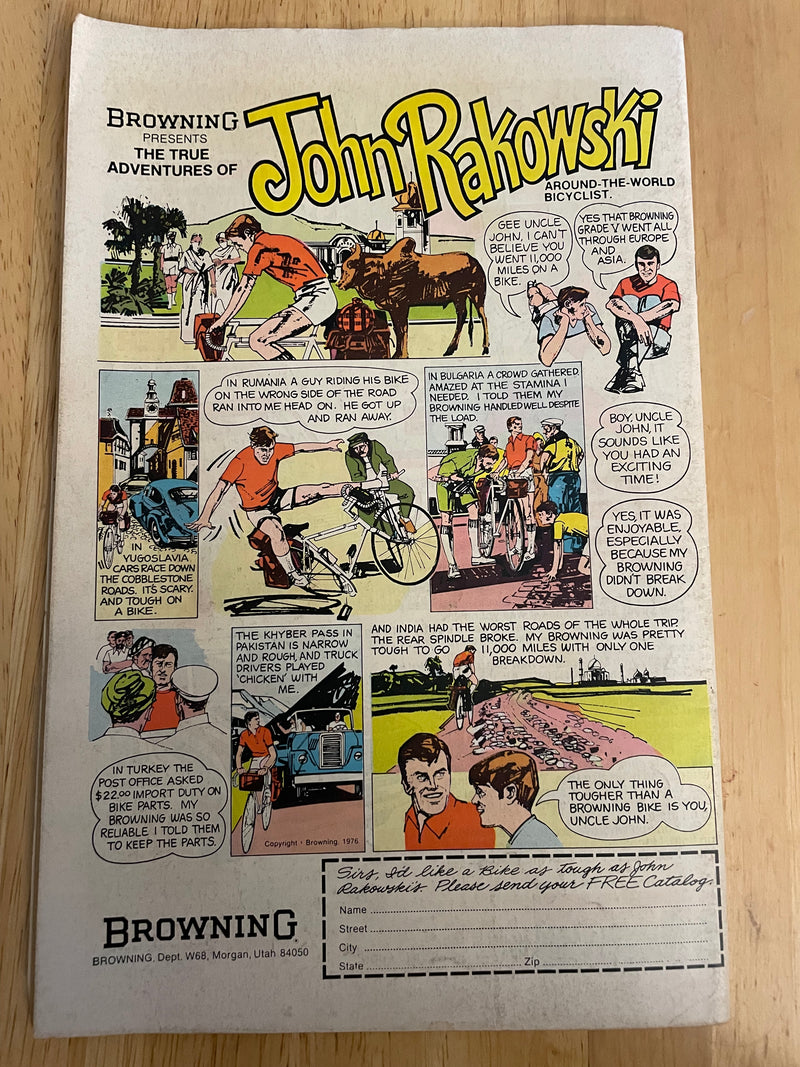 BROWNING
PRESENTS
THE TRUE
ADVENTURES OF
John Rakowski
AROUND-THE-WORLD
BICYCLIST.
GEE UNCLE
JOHN, I CAN'T
BELIEVE YOU
WENT 11,000
MILES ON A
BIKE.
YES THAT BROWNING
GRADE V WENT ALL
THROUGH EUROPE
AND
ASIA.
IN
YUGOSLAVIA
CARS RACE DOWN
THE COBBLESTONE
ROADS. IT'S SCARY.
AND TOUGH ON
A BIKE.
IN RUMANIA A GUY RIDING HIS BIKE
ON THE WRONG SIDE OF THE ROAD
RAN INTO ME HEAD ON. HE GOT UP
AND RAN AWAY.
IN BULGARIA A CROWD GATHERED
AMAZED AT THE STAMINA I
NEEDED. I TOLD THEM MY
BROWNING HANDLED WELL DESPITE
THE LOAD.
BOY, UNCLE
JOHN, IT
SOUNDS LIKE
YOU HAD AN
EXCITING
TIME!
YES, IT WAS
ENJOYABLE,
ESPECIALLY
BECAUSE MY
BROWNING
DIDN'T BREAK
DOWN.
IN TURKEY THE
POST OFFICE ASKED
$22.00 IMPORT DUTY ON
BIKE PARTS. MY
BROWNING WAS SO
RELIABLE I TOLD THEM
TO KEEP THE PARTS.
THE KHYBER PASS IN
PAKISTAN IS NARROW
AND ROUGH, AND TRUCK
DRIVERS PLAYED
'CHICKEN' WITH
ME.
Copyright • Browning 1976
AND INDIA HAD THE WORST ROADS OF THE WHOLE TRIP.
THE REAR SPINDLE BROKE. MY BROWNING WAS PRETTY
TOUGH TO GO 11,000 MILES WITH ONLY ONE
BREAKDOWN.
THE ONLY THING
TOUGHER THAN A
BROWNING BIKE IS YOU,
UNCLE JOHN.
BROWNING
BROWNING, Dept. W68, Morgan, Utah 84050
Sirs, I'd like a bike as tough as John
Rakowski's. Please send your FREE Catalog.
Name
Street
City
State Zip